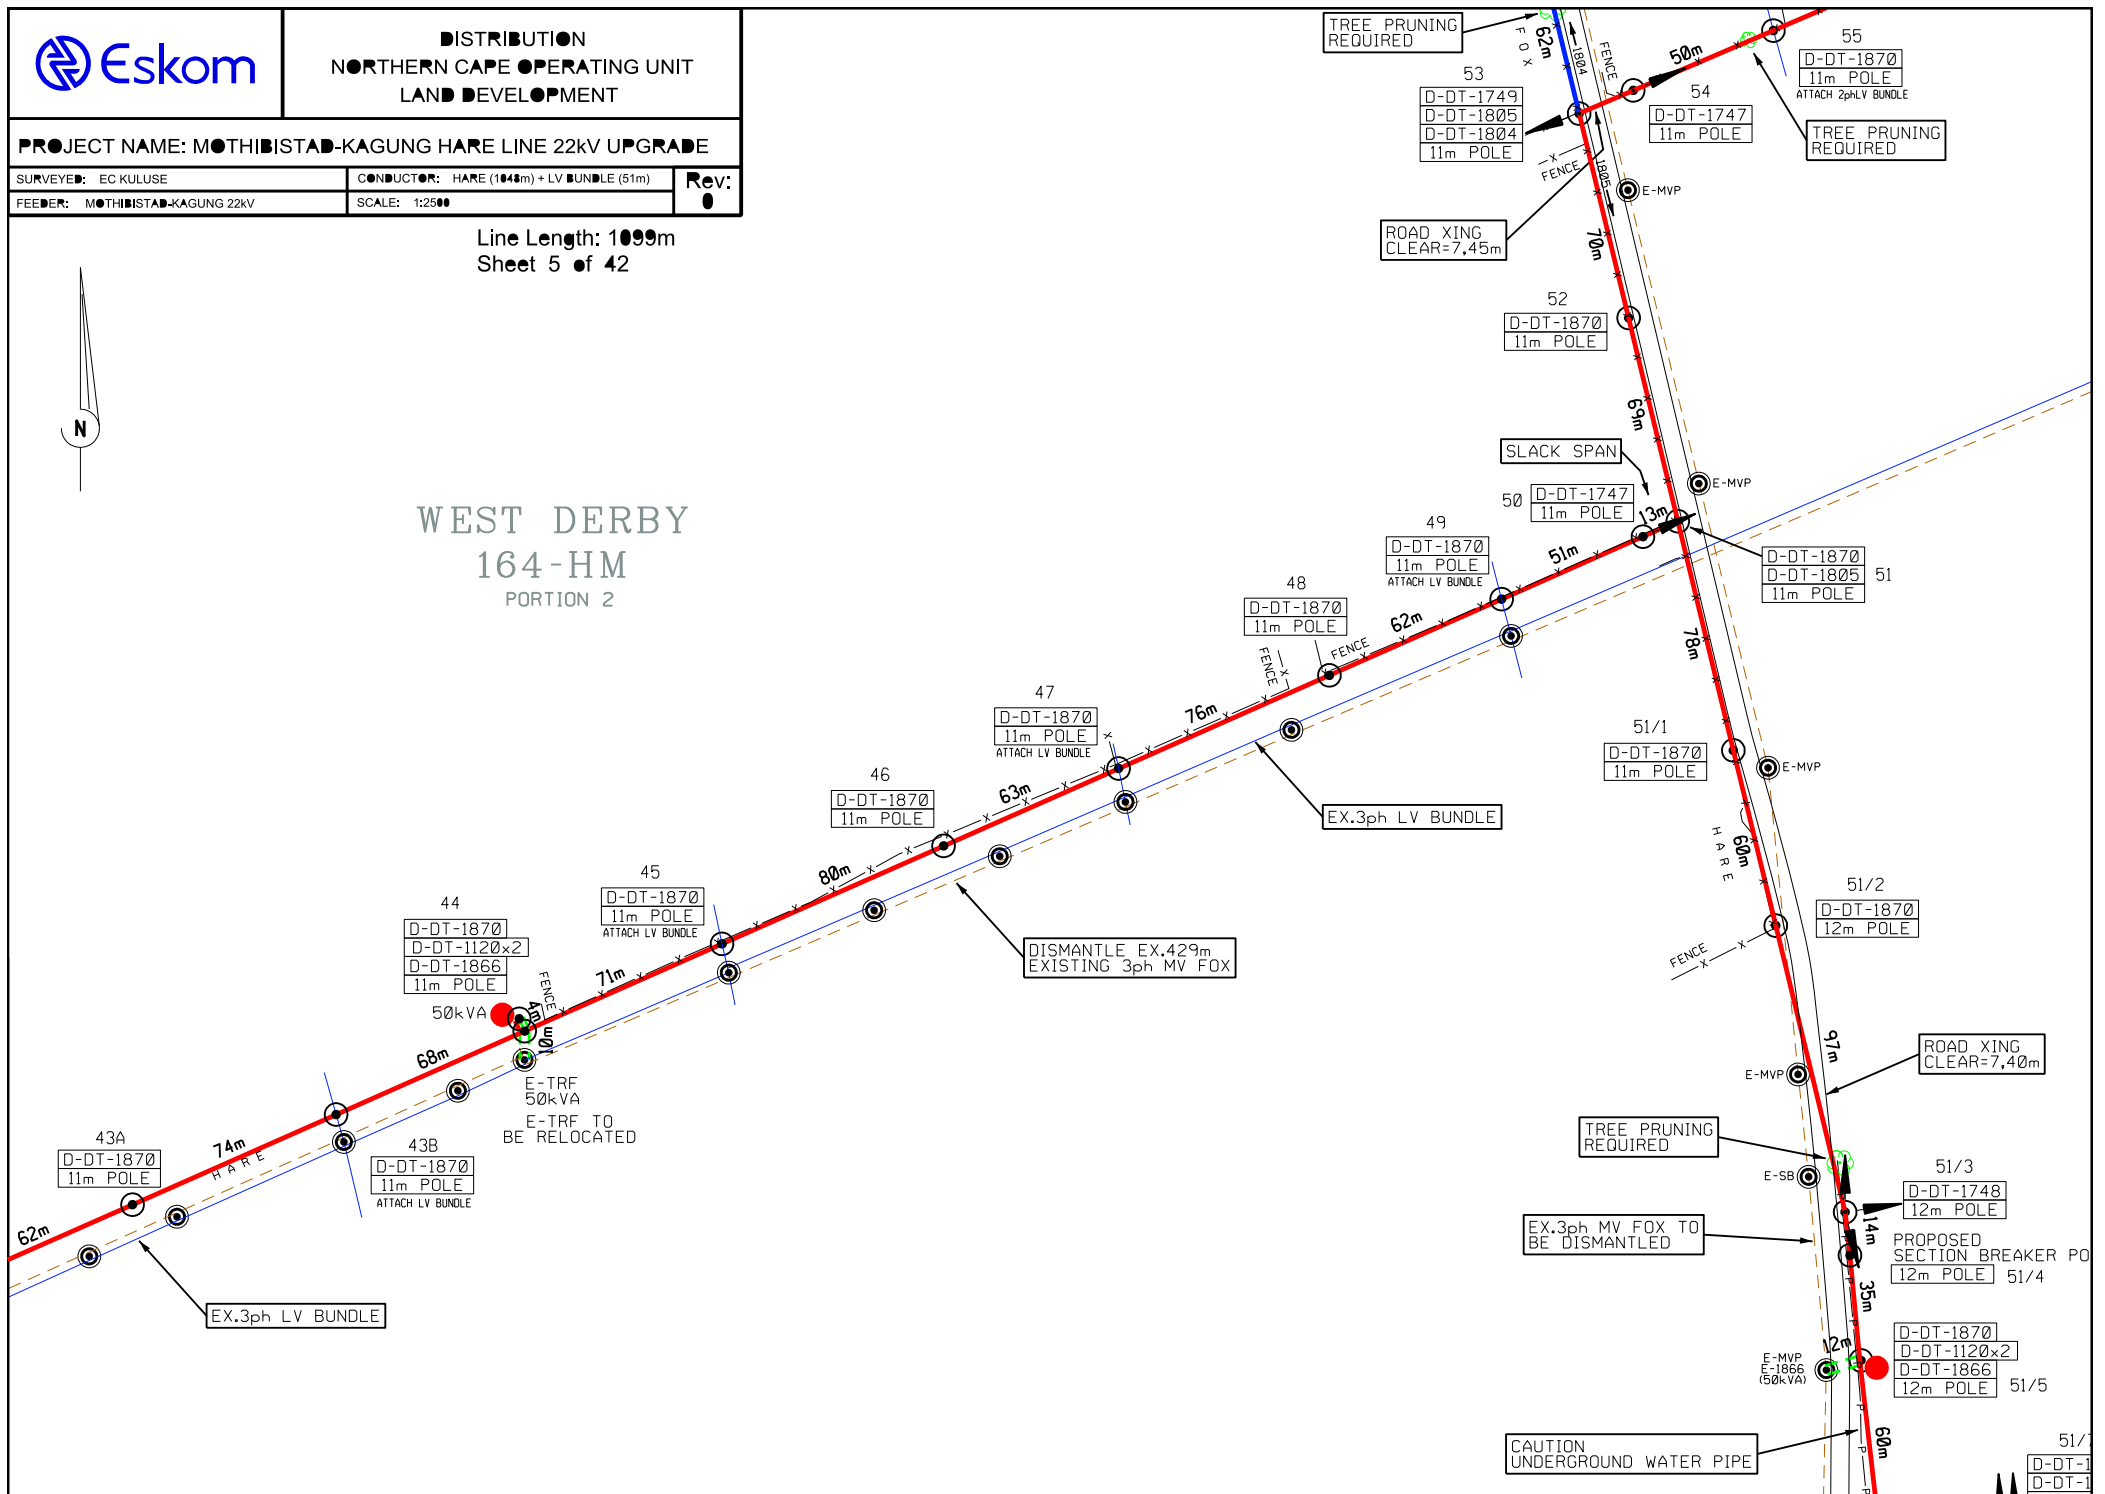 Eskom
DISTRIBUTION
NORTHERN CAPE OPERATING UNIT
LAND DEVELOPMENT
PROJECT NAME: MOTHIBISTAD-KAGUNG HARE LINE 22kV UPGRADE
SURVEYED: EC KULUSE
CONDUCTOR: HARE (1048m) + LV BUNDLE (51m)
Rev:
0
FEEDER: MOTHIBISTAD-KAGUNG 22kV
SCALE: 1:2500
Line Length: 1099m
Sheet 5 of 42
N
WEST DERBY
164-HM
PORTION 2
TREE PRUNING
REQUIRED
62m
FOX
1804
FENCE
50m
55
D-DT-1870
11m POLE
ATTACH 2phLV BUNDLE
53
D-DT-1749
D-DT-1805
D-DT-1804
11m POLE
54
D-DT-1747
11m POLE
TREE PRUNING
REQUIRED
FENCE
1805
E-MVP
ROAD XING
CLEAR=7,45m
70m
52
D-DT-1870
11m POLE
69m
SLACK SPAN
E-MVP
50
D-DT-1747
11m POLE
13m
49
D-DT-1870
11m POLE
ATTACH LV BUNDLE
51m
D-DT-1870
D-DT-1805
11m POLE
51
48
D-DT-1870
11m POLE
62m
FENCE
FENCE
78m
47
D-DT-1870
11m POLE
ATTACH LV BUNDLE
76m
51/1
D-DT-1870
11m POLE
E-MVP
46
D-DT-1870
11m POLE
63m
EX.3ph LV BUNDLE
HARE
60m
45
D-DT-1870
11m POLE
ATTACH LV BUNDLE
80m
51/2
D-DT-1870
12m POLE
44
D-DT-1870
D-DT-1120x2
D-DT-1866
11m POLE
50kVA
FENCE
4m
71m
10m
DISMANTLE EX.429m
EXISTING 3ph MV FOX
FENCE
68m
E-TRF
50kVA
E-TRF TO
BE RELOCATED
97m
ROAD XING
CLEAR=7,40m
E-MVP
43A
D-DT-1870
11m POLE
74m
HARE
43B
D-DT-1870
11m POLE
ATTACH LV BUNDLE
TREE PRUNING
REQUIRED
E-SB
51/3
D-DT-1748
12m POLE
62m
EX.3ph MV FOX TO
BE DISMANTLED
14m
PROPOSED
SECTION BREAKER PO
12m POLE
51/4
EX.3ph LV BUNDLE
35m
12m
E-MVP
E-1866
(50kVA)
D-DT-1870
D-DT-1120x2
D-DT-1866
12m POLE
51/5
CAUTION
UNDERGROUND WATER PIPE
60m
51/
D-DT-1
D-DT-1